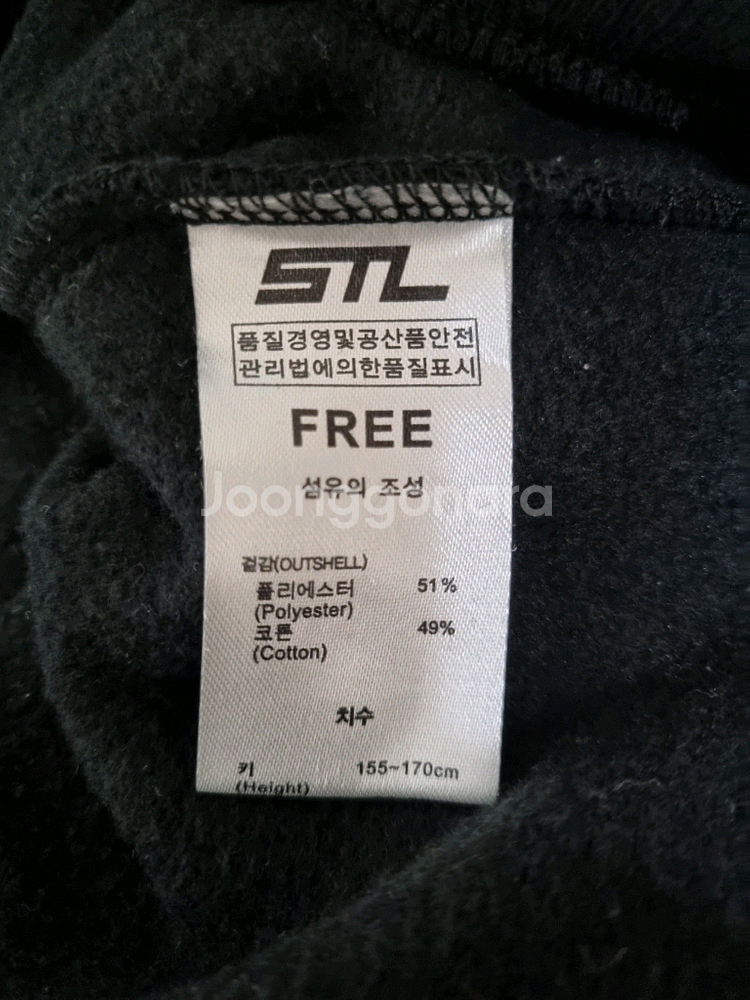 STL
품질경영및공산품안전
관리법에의한품질표시
FREE
섬유의 조성
Joonggonara
겉감(OUTSHELL)
폴리에스터 51%
(Polyester)
코튼 49%
(Cotton)
치수
키 155~170cm
(Height)